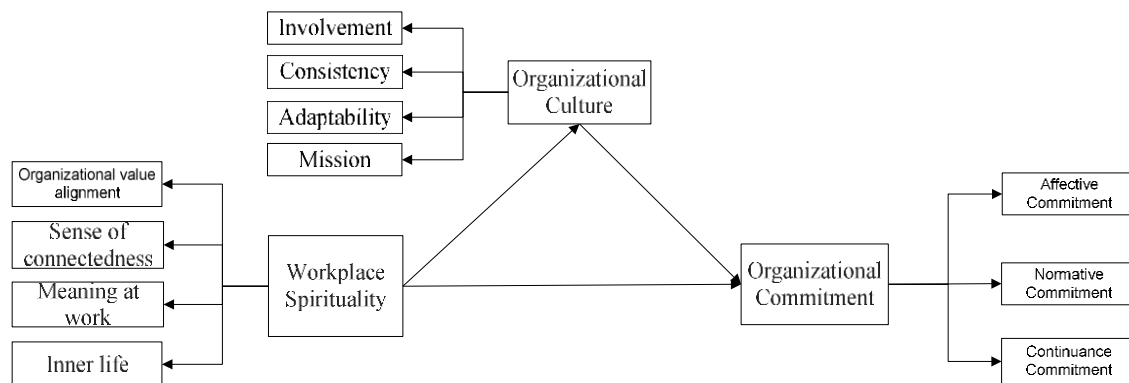 Involvement
Consistency
Adaptability
Mission
Organizational
Culture
Organizational value
alignment
Sense of
connectedness
Meaning at
work
Inner life
Workplace
Spirituality
Organizational
Commitment
Affective
Commitment
Normative
Commitment
Continuance
Commitment